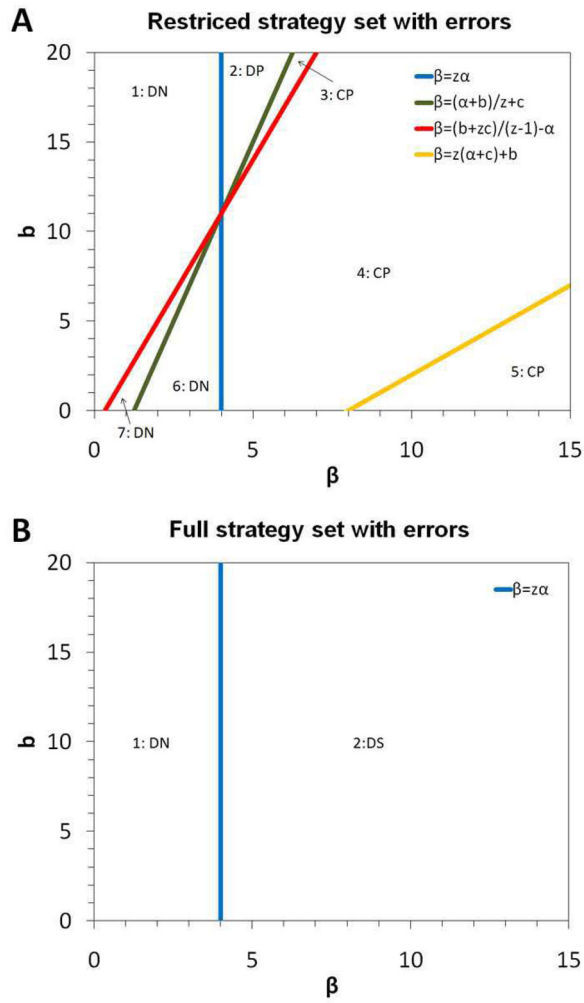 A
Restriced strategy set with errors
20
15
10
5
0
b
1: DN
2: DP
3: CP
β=zα
β=(α+b)/z+c
β=(b+zc)/(z-1)-α
β=z(α+c)+b
4: CP
5: CP
6: DN
7: DN
0
5
10
15
β
B
Full strategy set with errors
20
15
10
5
0
b
β=zα
1: DN
2:DS
0
5
10
15
β